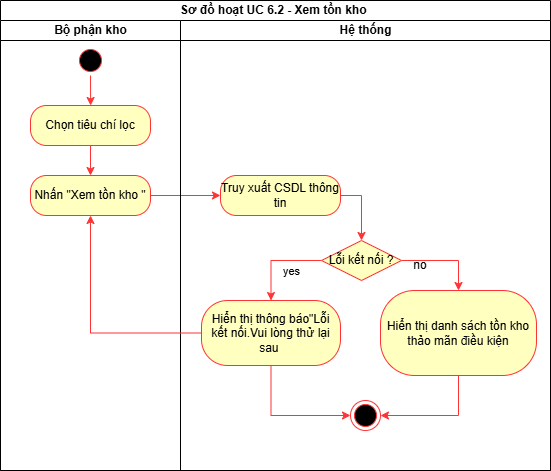 Sơ đồ hoạt UC 6.2 - Xem tồn kho
Bộ phận kho
Hệ thống
Chọn tiêu chí lọc
Nhấn "Xem tồn kho "
Truy xuất CSDL thông
tin
Lỗi kết nối ?
yes
no
Hiển thị thông báo"Lỗi
kết nối.Vui lòng thử lại
sau
Hiển thị danh sách tồn kho
thảo mãn điều kiện